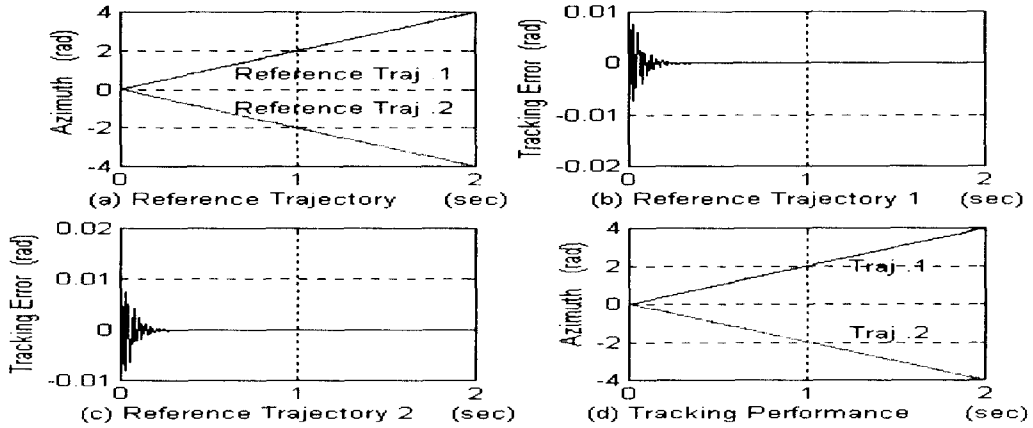 4
2
0
-2
-4
Azimuth (rad)
Reference Traj .1
Reference Traj .2
0
1
2
(a) Reference Trajectory (sec)
0.01
0
-0.01
-0.02
Tracking Error (rad)
0
1
2
(b) Reference Trajectory 1 (sec)
0.02
0.01
0
-0.01
Tracking Error (rad)
0
1
2
(c) Reference Trajectory 2 (sec)
4
2
0
-2
-4
Azimuth (rad)
Traj .1
Traj .2
0
1
2
(d) Tracking Performance (sec)